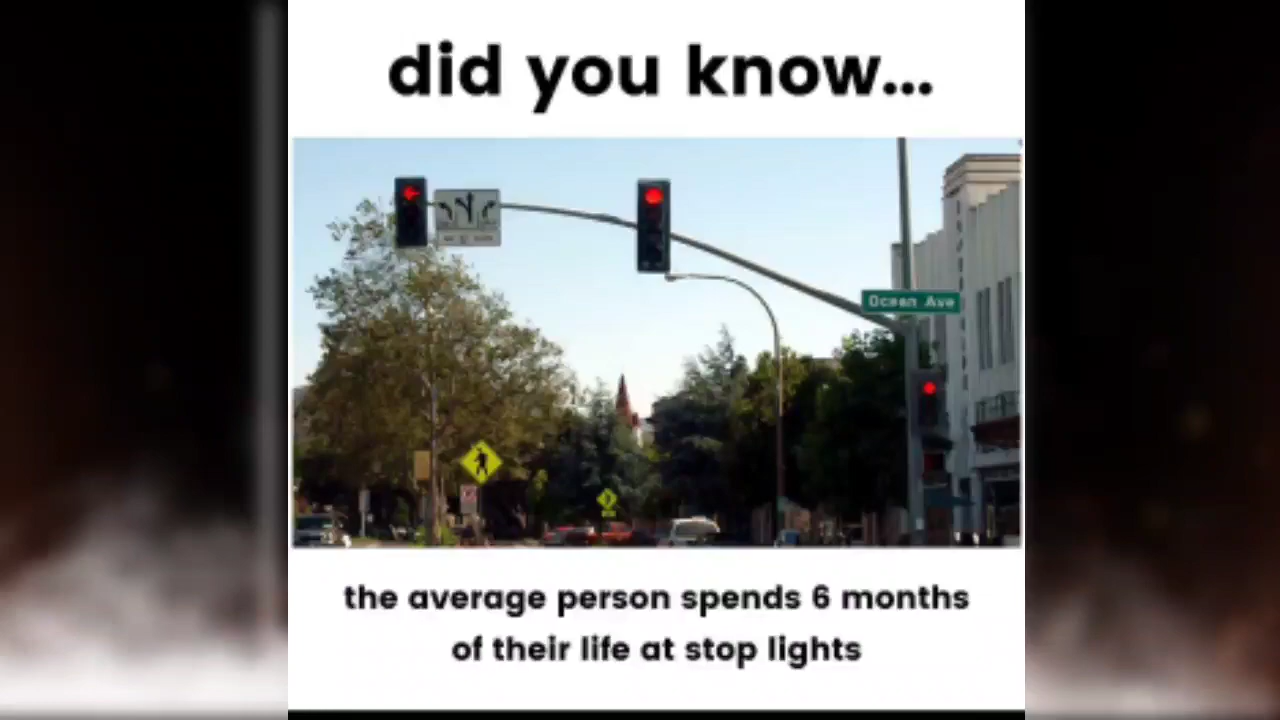 did you know...
Ocean Ave
the average person spends 6 months
of their life at stop lights